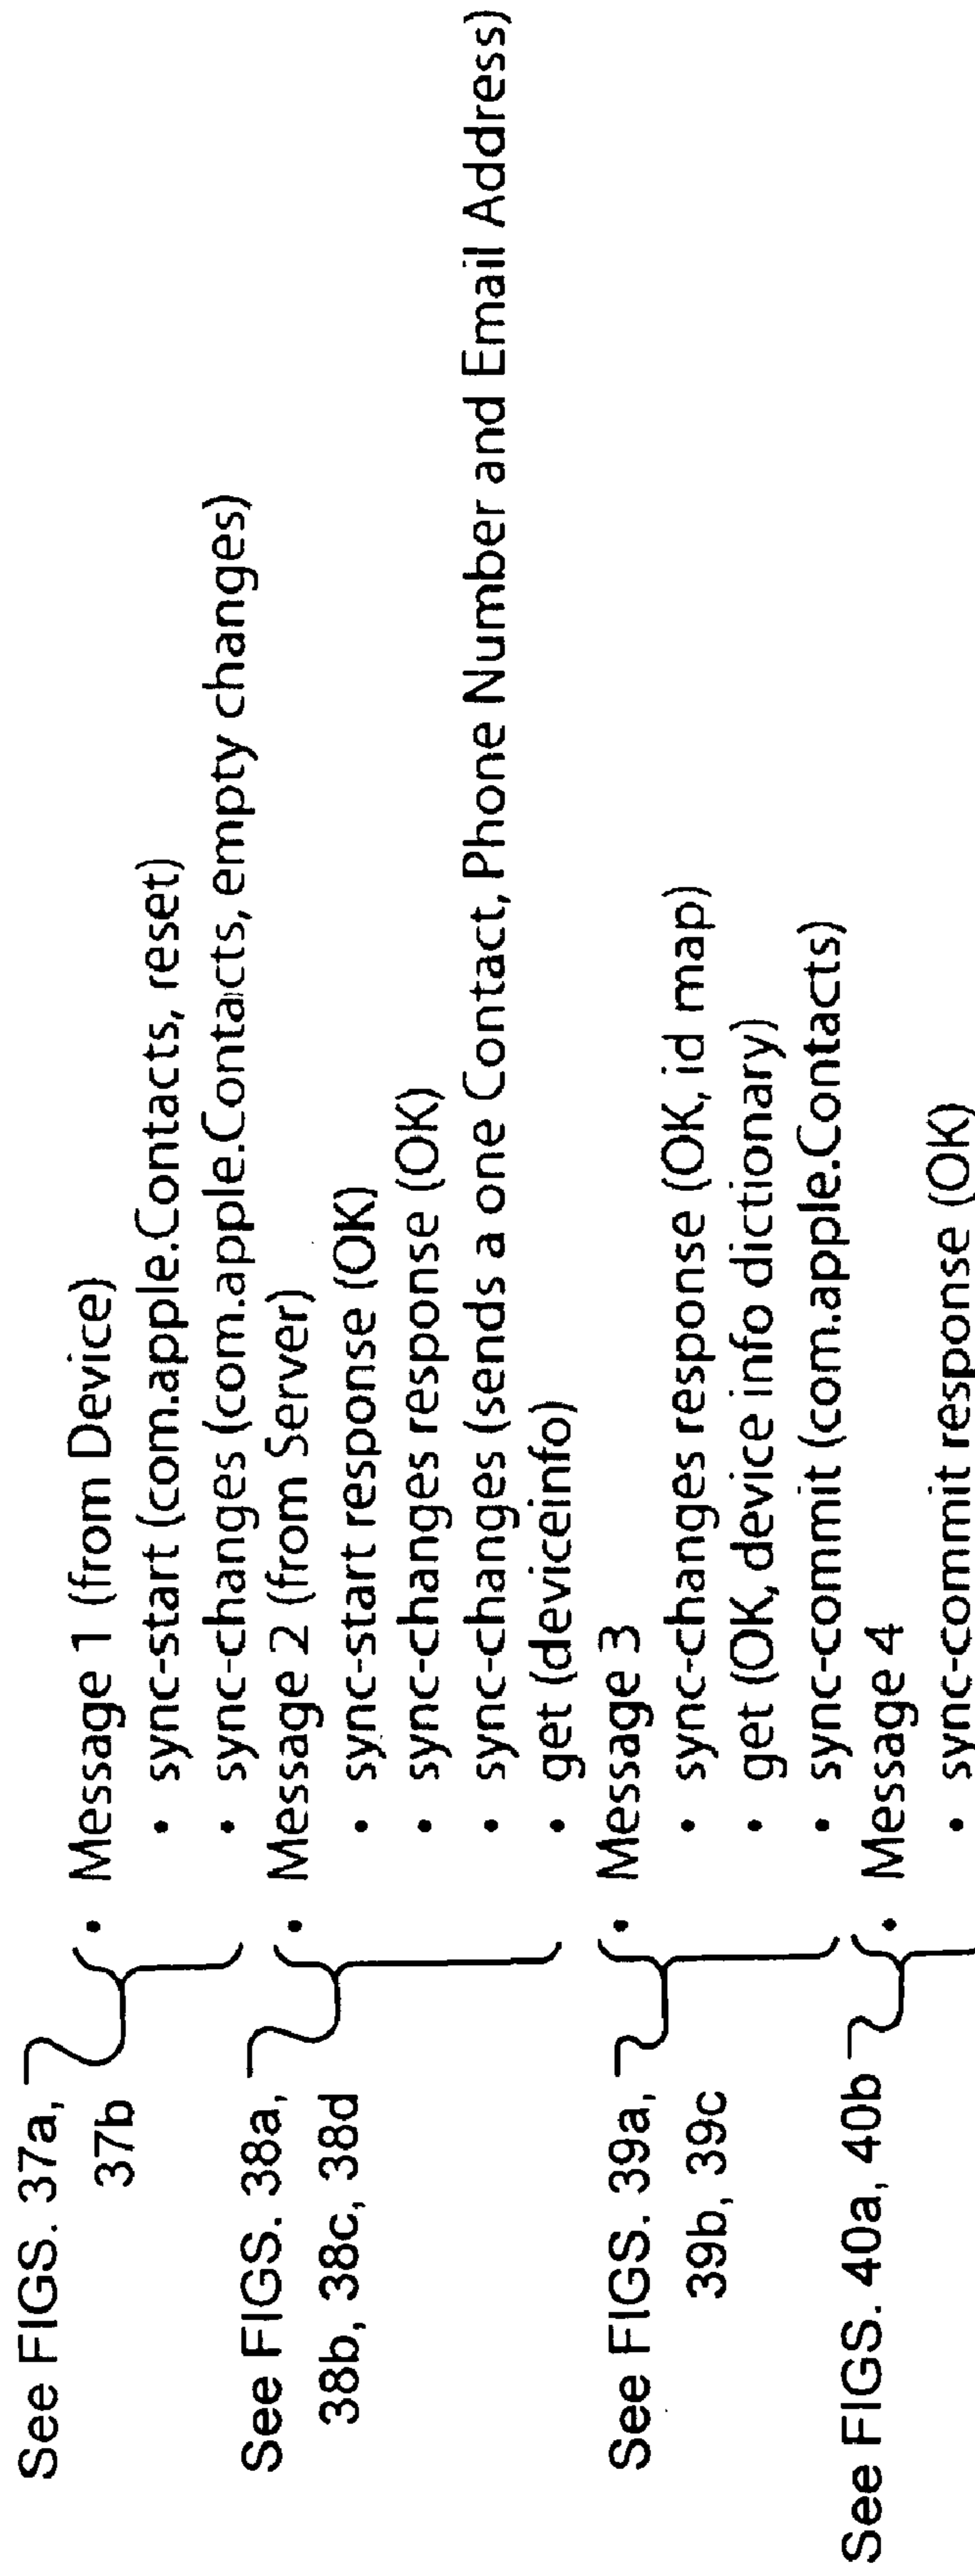 See FIGS. 37a,
37b
• Message 1 (from Device)
• sync-start (com.apple.Contacts, reset)
• sync-changes (com.apple.Contacts, empty changes)
See FIGS. 38a,
38b, 38c, 38d
• Message 2 (from Server)
• sync-start response (OK)
• sync-changes response (OK)
• sync-changes (sends a one Contact, Phone Number and Email Address)
• get (deviceinfo)
See FIGS. 39a,
39b, 39c
• Message 3
• sync-changes response (OK, id map)
• get (OK, device info dictionary)
• sync-commit (com.apple.Contacts)
See FIGS. 40a, 40b
• Message 4
• sync-commit response (OK)